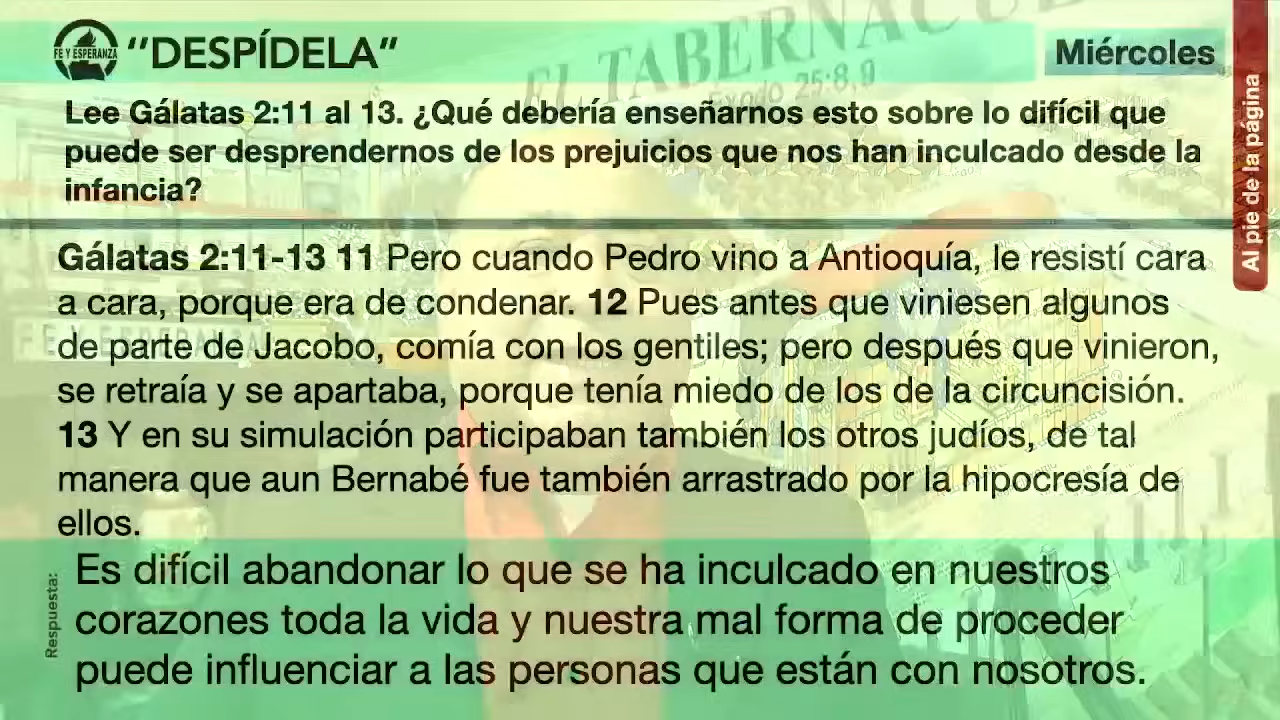 FE Y ESPERANZA
“DESPÍDELA“
EL TABERNACULO
Exodo 25:8,9
Miércoles
Al pie de la página
Lee Gálatas 2:11 al 13. ¿Qué debería enseñarnos esto sobre lo difícil que
puede ser desprendernos de los prejuicios que nos han inculcado desde la
infancia?
Gálatas 2:11-13 11 Pero cuando Pedro vino a Antioquía, le resistí cara
a cara, porque era de condenar. 12 Pues antes que viniesen algunos
de parte de Jacobo, comía con los gentiles; pero después que vinieron,
se retraía y se apartaba, porque tenía miedo de los de la circuncisión.
13 Y en su simulación participaban también los otros judíos, de tal
manera que aun Bernabé fue también arrastrado por la hipocresía de
ellos.
Respuesta:
Es difícil abandonar lo que se ha inculcado en nuestros
corazones toda la vida y nuestra mal forma de proceder
puede influenciar a las personas que están con nosotros.